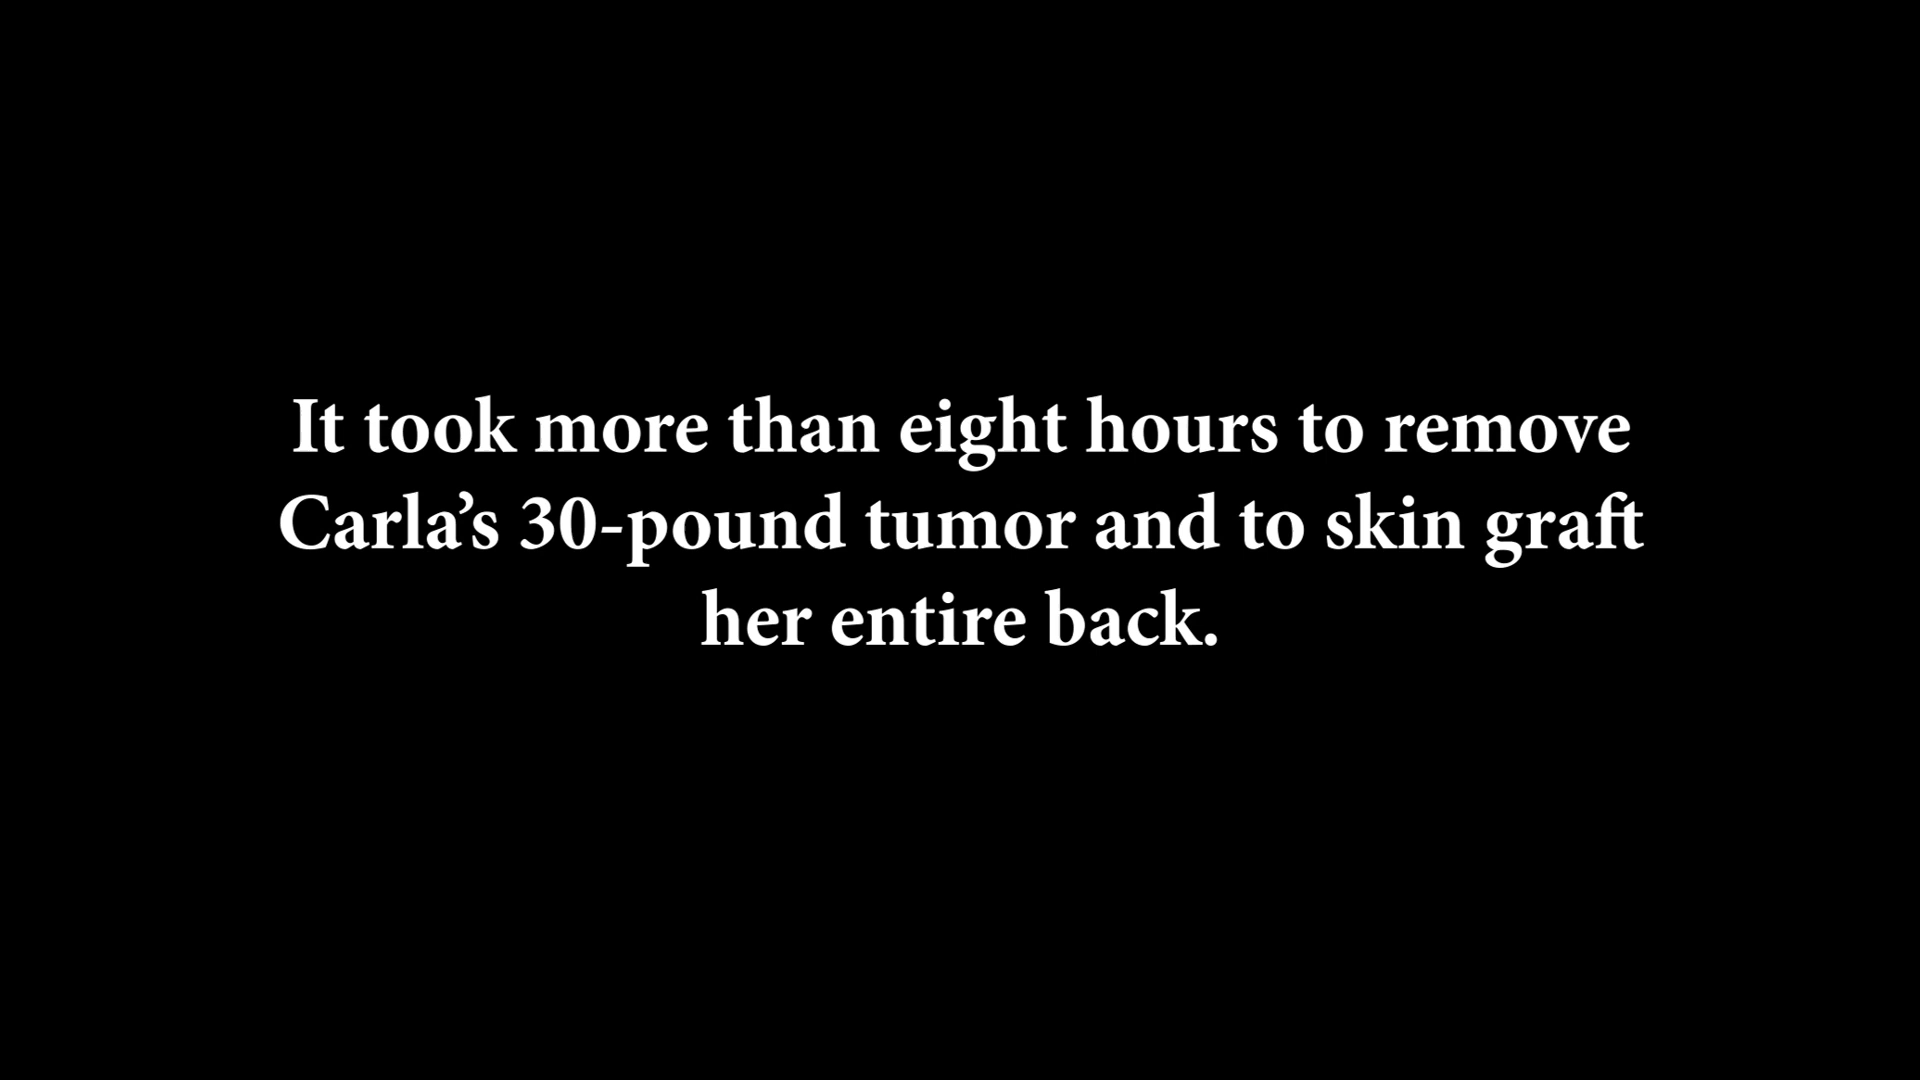 It took more than eight hours to remove
Carla’s 30-pound tumor and to skin graft
her entire back.